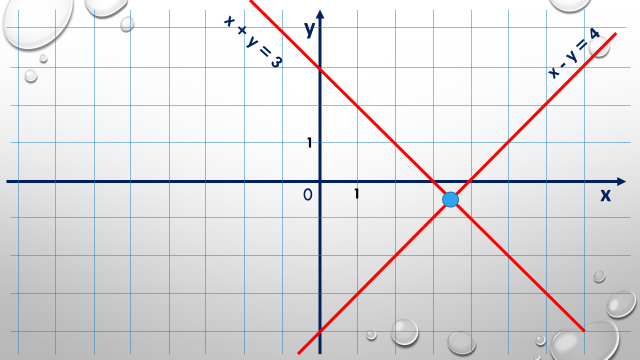 x + y = 3
y
x - y = 4
1
0
1
x